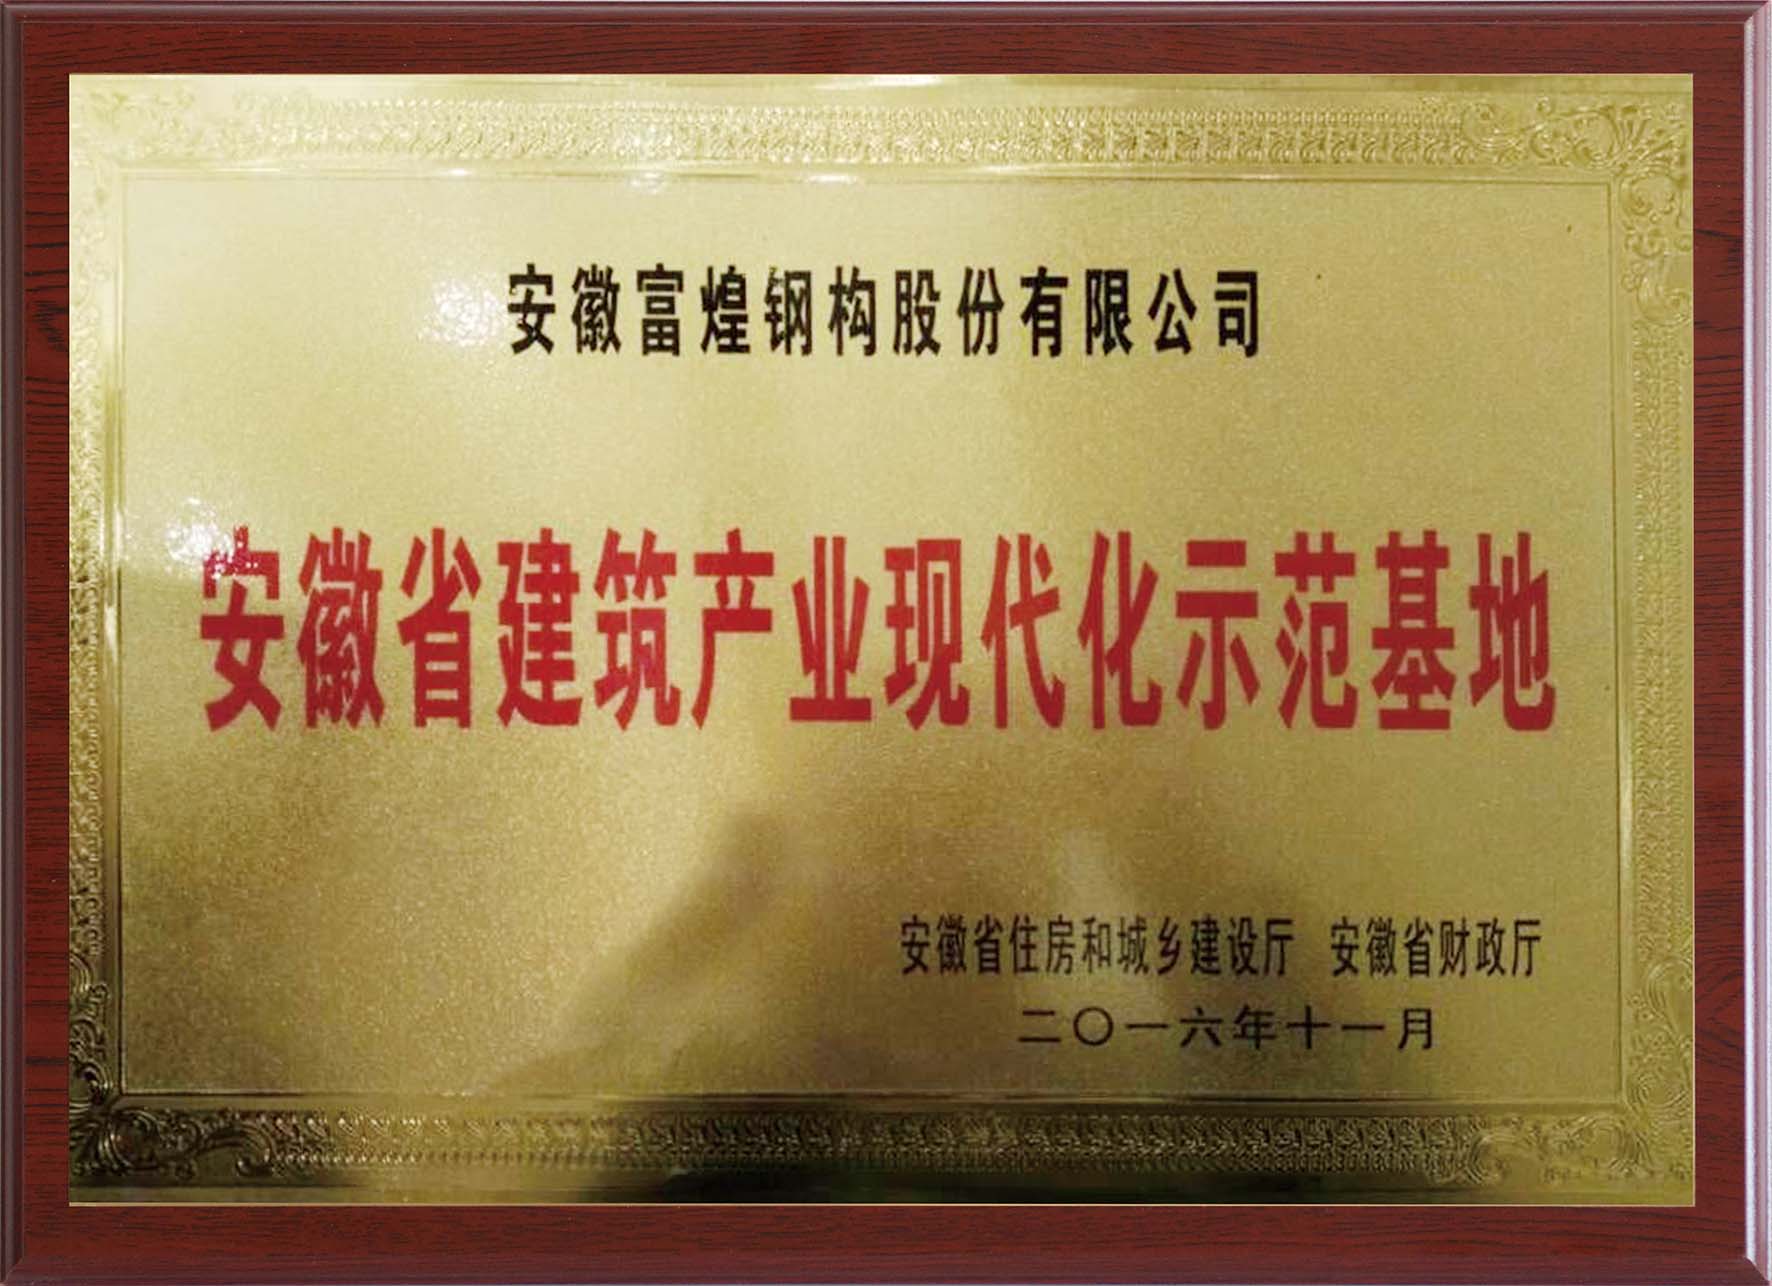 安徽富煌钢构股份有限公司
安徽省建筑产业现代化示范基地
安徽省住房和城乡建设厅 安徽省财政厅
二〇一六年十一月